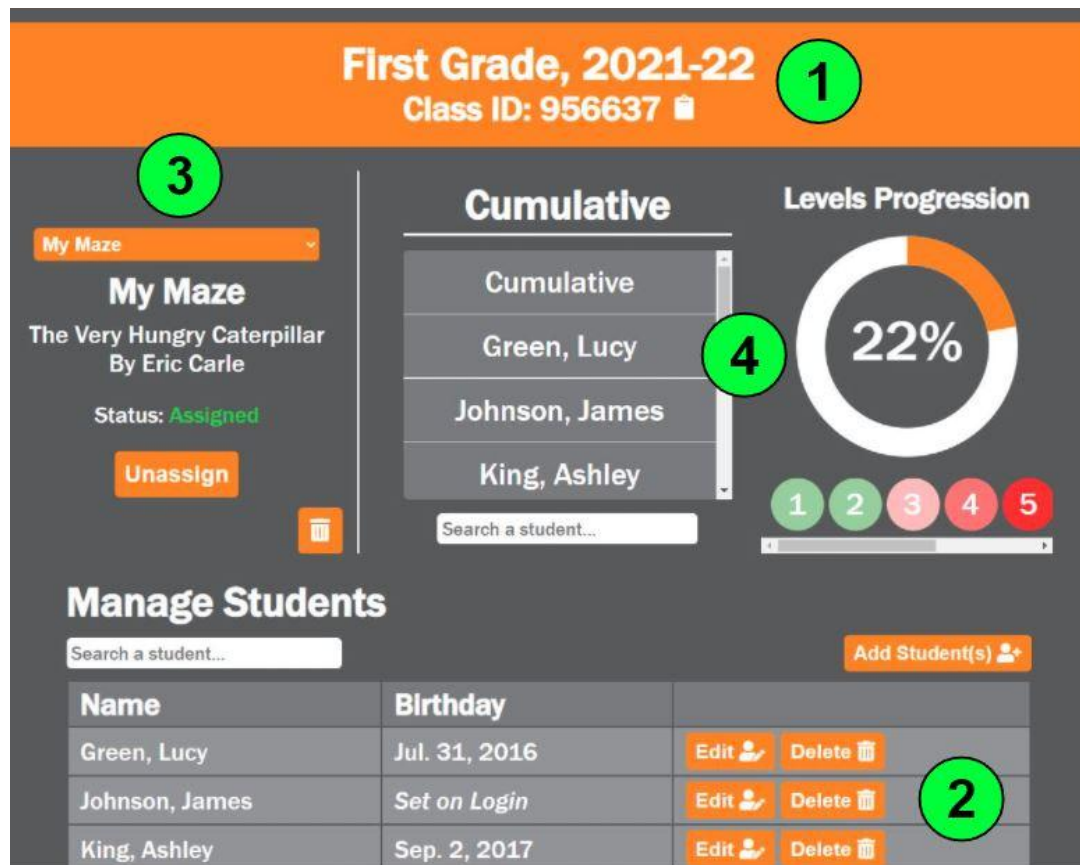 First Grade, 2021-22
Class ID: 956637
1
3
My Maze
My Maze
The Very Hungry Caterpillar
By Eric Carle
Status: Assigned
Unassign
Cumulative
Cumulative
Green, Lucy
Johnson, James
King, Ashley
Search a student...
4
Levels Progression
22%
1 2 3 4 5
Manage Students
Search a student...
Add Student(s)
Name Birthday
Green, Lucy Jul. 31, 2016 Edit Delete
Johnson, James Set on Login Edit Delete
2
King, Ashley Sep. 2, 2017 Edit Delete